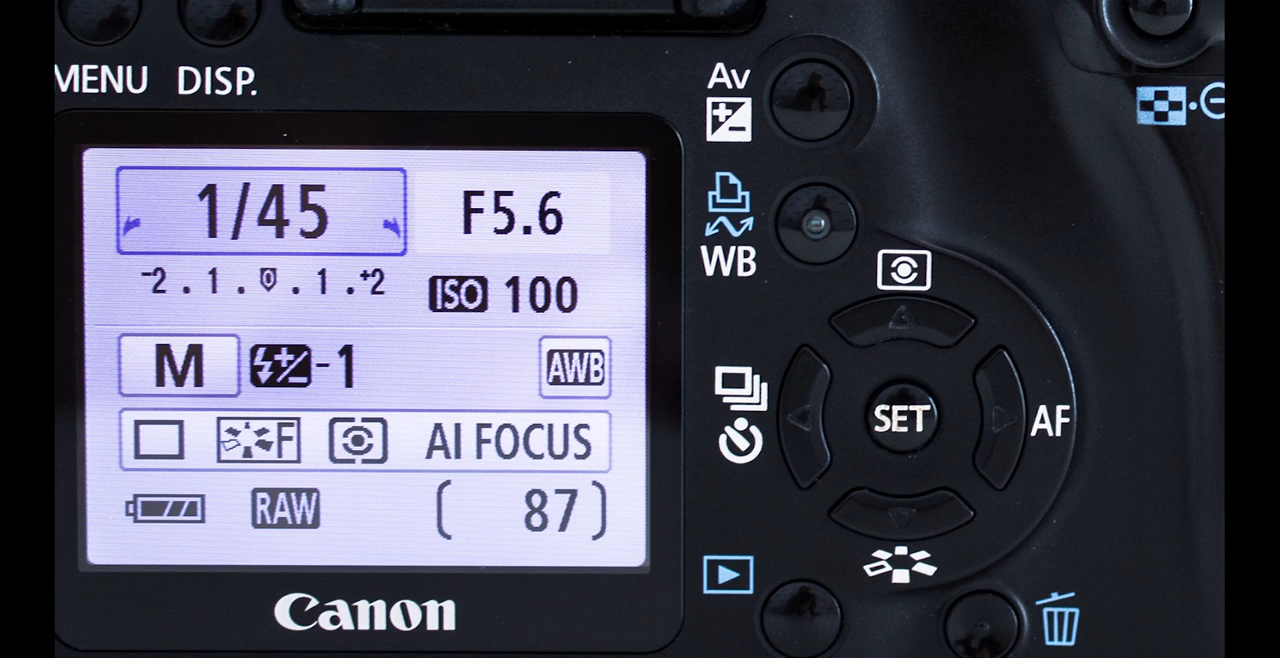 MENU DISP.
Av
WB
1/45 F5.6
-2.1.0.1.+2
ISO 100
M -1 AWB
F AI FOCUS
RAW [ 87 ]
SET
AF
Canon